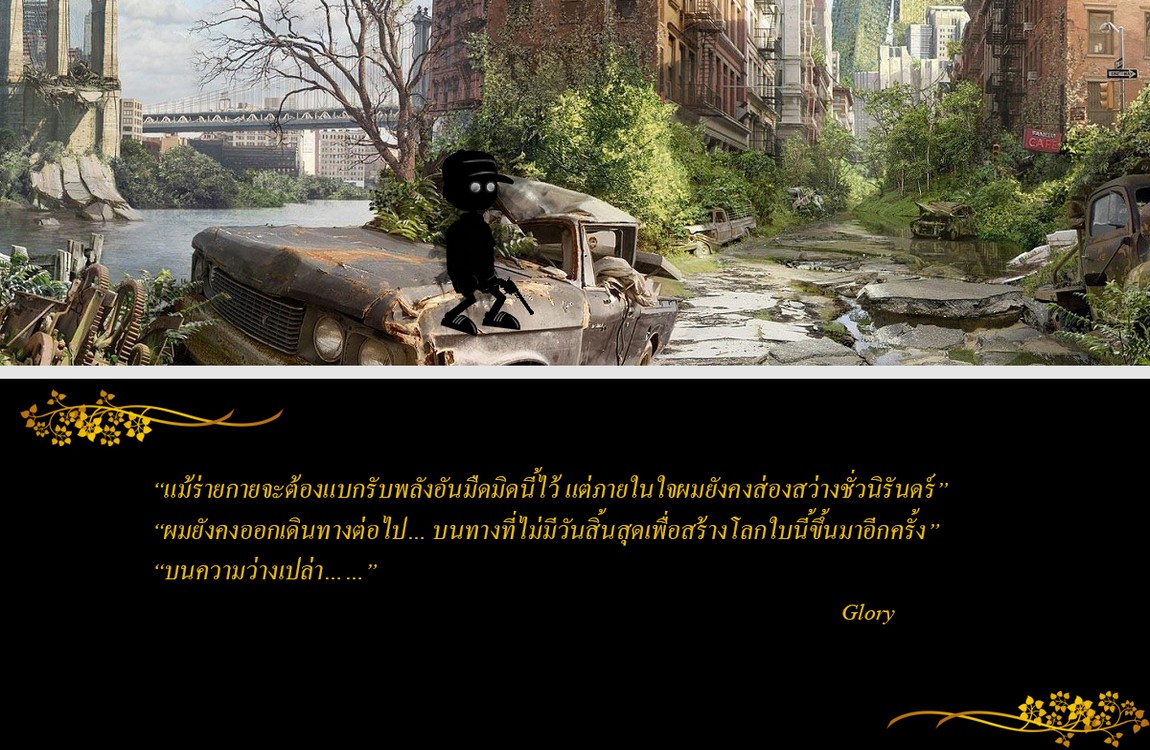 ONE WAY
FAMOUS
CAFE
“แม้ร่ายกายจะต้องแบกรับพลังอันมืดมิดนี้ไว้ แต่ภายในใจผมยังคงส่องสว่างชั่วนิรันดร์”
“ผมยังคงออกเดินทางต่อไป... บนทางที่ไม่มีวันสิ้นสุดเพื่อสร้างโลกใบนี้ขึ้นมาอีกครั้ง”
“บนความว่างเปล่า... ...”
Glory